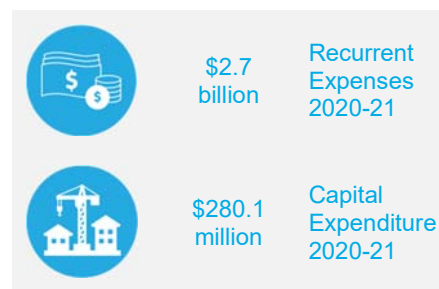 $
$
$2.7
billion
Recurrent
Expenses
2020-21
$280.1
million
Capital
Expenditure
2020-21